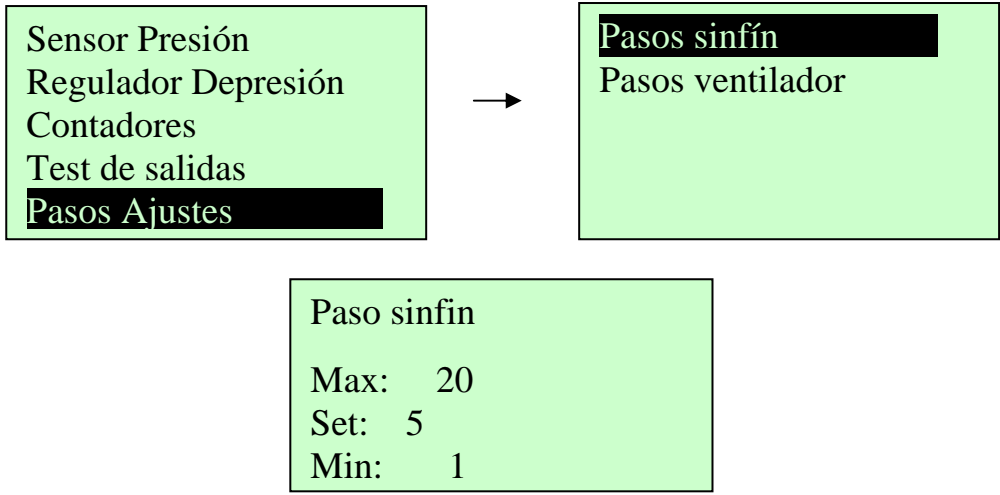 Sensor Presión
Regulador Depresión
Contadores
Test de salidas
Pasos Ajustes
Pasos sinfín
Pasos ventilador
Paso sinfin
Max: 20
Set: 5
Min: 1